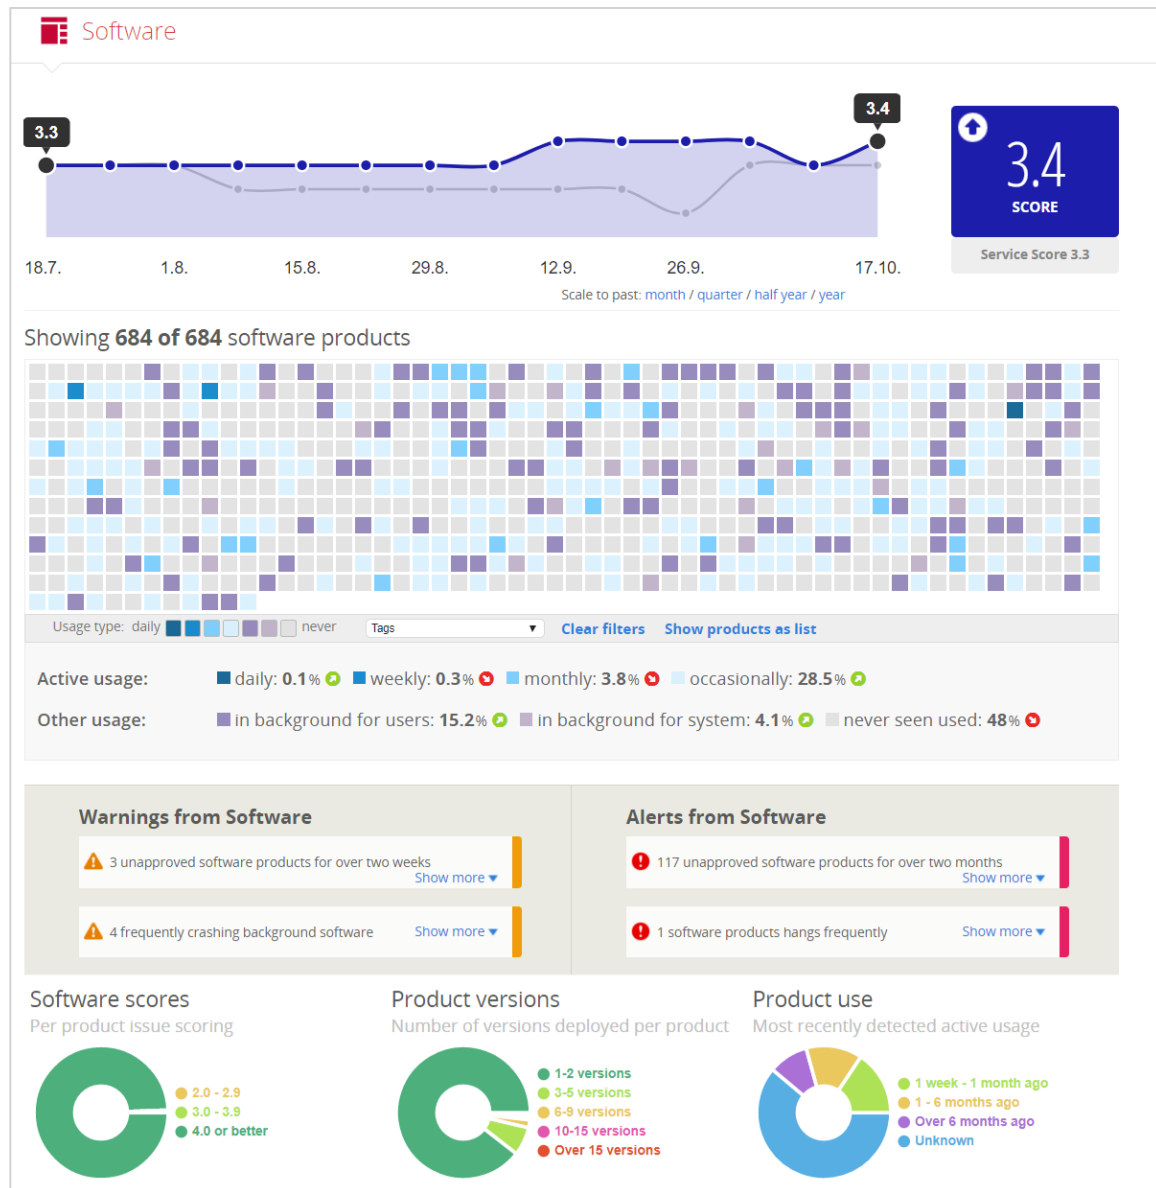 Software
3.3
3.4
3.4
SCORE
Service Score 3.3
18.7. 1.8. 15.8. 29.8. 12.9. 26.9. 17.10.
Scale to past: month / quarter / half year / year
Showing 684 of 684 software products
Usage type: daily never Tags Clear filters Show products as list
Active usage: daily: 0.1% weekly: 0.3% monthly: 3.8% occasionally: 28.5%
Other usage: in background for users: 15.2% in background for system: 4.1% never seen used: 48%
Warnings from Software
3 unapproved software products for over two weeks
Show more
4 frequently crashing background software Show more
Alerts from Software
117 unapproved software products for over two months
Show more
1 software products hangs frequently Show more
Software scores
Per product issue scoring
2.0 - 2.9
3.0 - 3.9
4.0 or better
Product versions
Number of versions deployed per product
1-2 versions
3-5 versions
6-9 versions
10-15 versions
Over 15 versions
Product use
Most recently detected active usage
1 week - 1 month ago
1 - 6 months ago
Over 6 months ago
Unknown